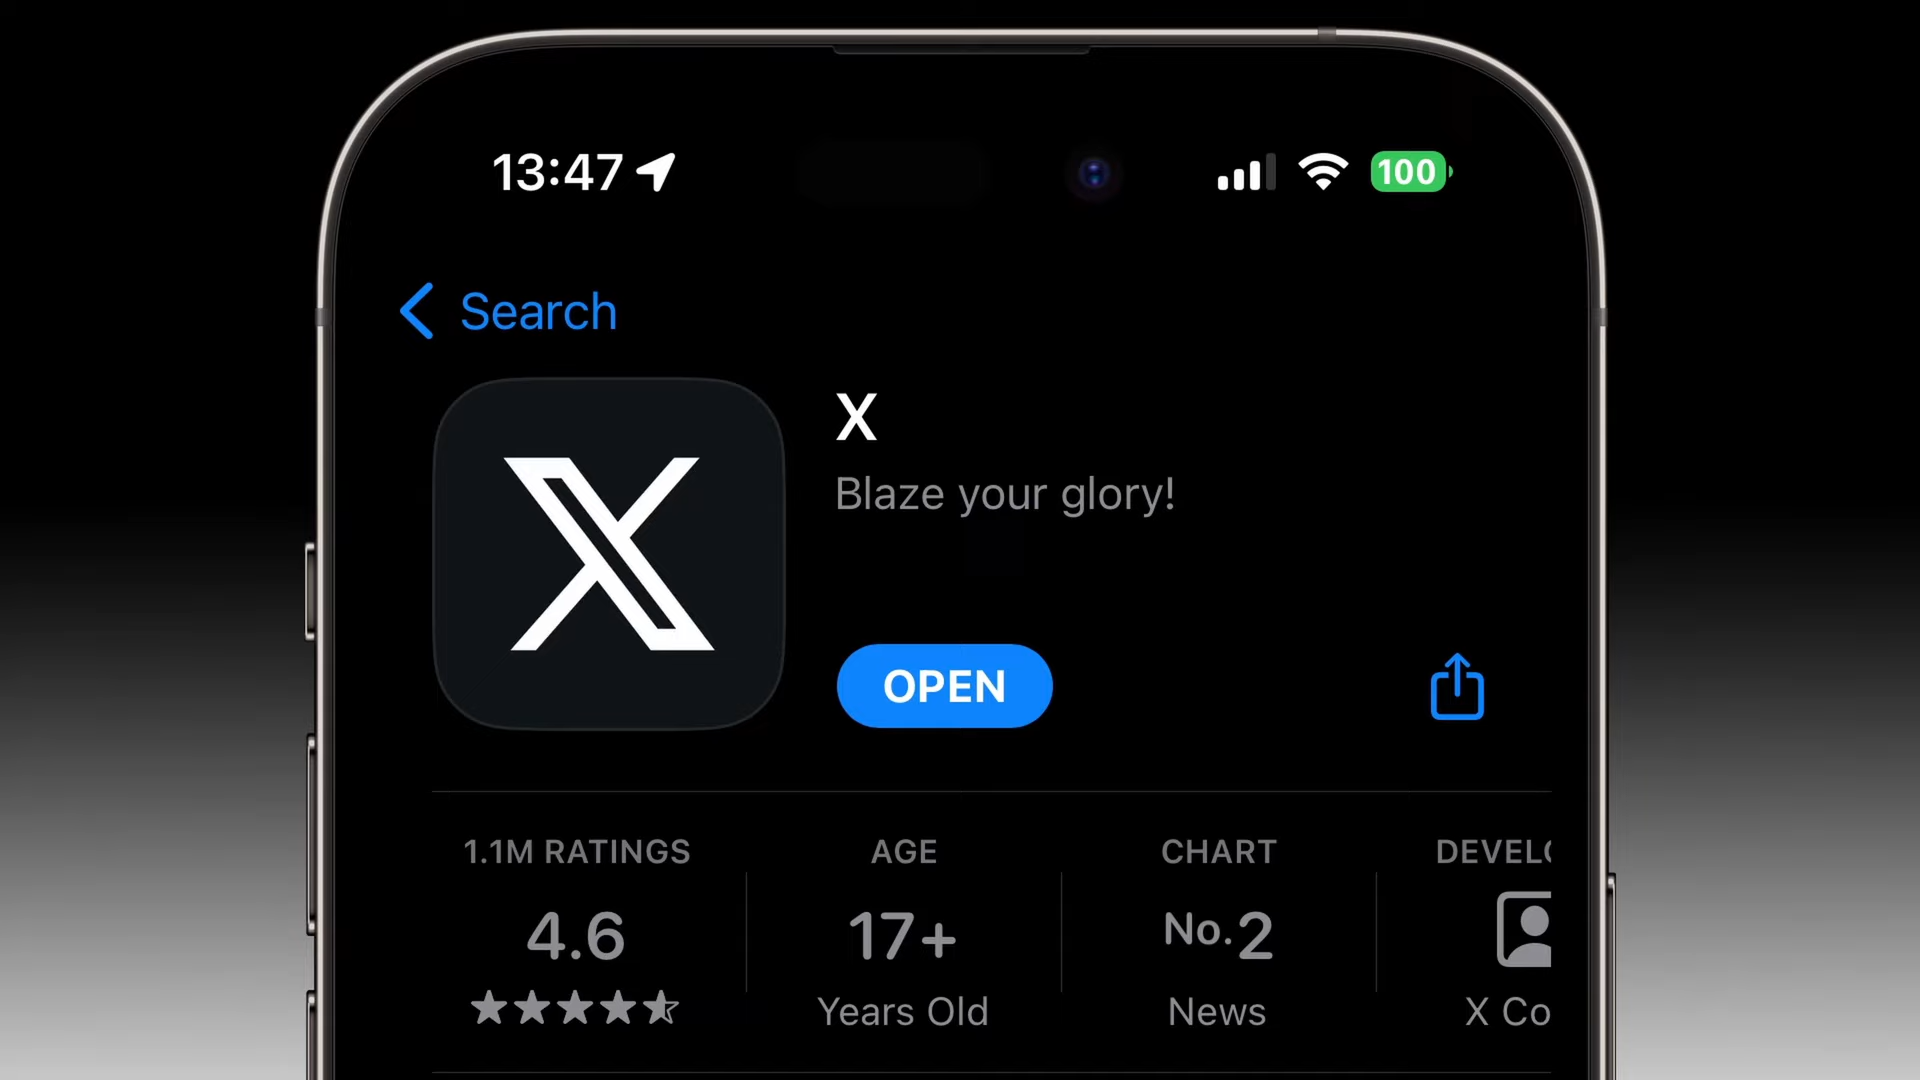 13:47
100
Search
X
Blaze your glory!
OPEN
1.1M RATINGS
AGE
CHART
4.6
17+
No.2
Years Old
News
X Co